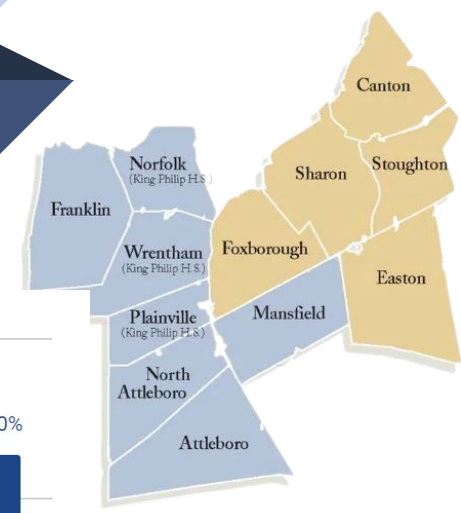 Canton
Norfolk
(King Philip H.S.)
Sharon
Stoughton
Franklin
Wrentham
(King Philip H.S.)
Foxborough
Easton
Plainville
(King Philip H.S.)
Mansfield
North
Attleboro
0%
Attleboro